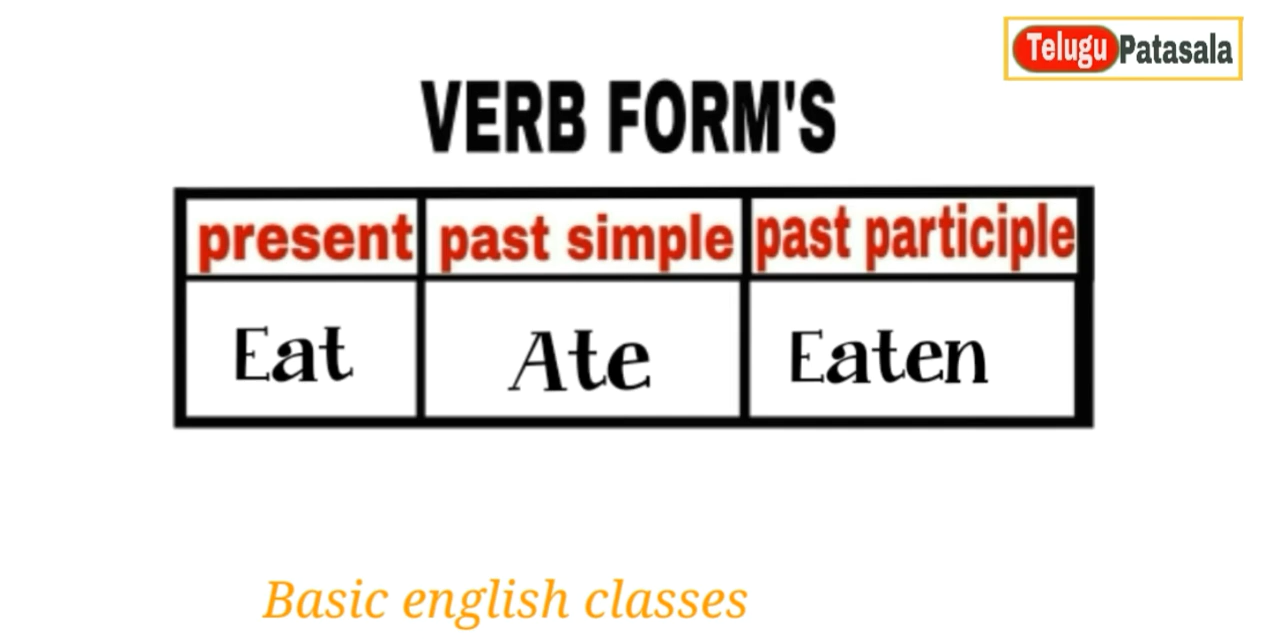 Telugu Patasala
VERB FORM'S
present past simple past participle
Eat Ate Eaten
Basic english classes